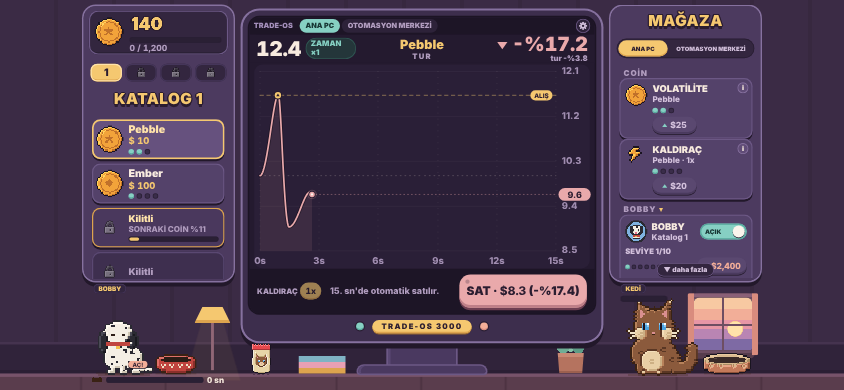 140
0 / 1,200
1
KATALOG 1
Pebble
$ 10
Ember
$ 100
Kilitli
SONRAKİ COİN %11
Kilitli
BOBBY
AÇ!
0 sn
TRADE-OS
ANA PC
OTOMASYON MERKEZİ
12.4
ZAMAN
×1
Pebble
TUR
▼ -%17.2
tur -%3.8
12.1
ALIŞ
11.2
10.3
9.6
9.4
8.5
0s 3s 6s 9s 12s 15s
KALDIRAÇ 1x 15. sn'de otomatik satılır.
SAT · $8.3 (-%17.4)
TRADE-OS 3000
MAĞAZA
ANA PC OTOMASYON MERKEZİ
COİN
VOLATİLİTE
Pebble
▲ $25
KALDIRAÇ
Pebble · 1x
▲ $20
BOBBY ▼
BOBBY
Katalog 1
AÇIK
SEVİYE 1/10
$2,400
▼ daha fazla
KEDİ